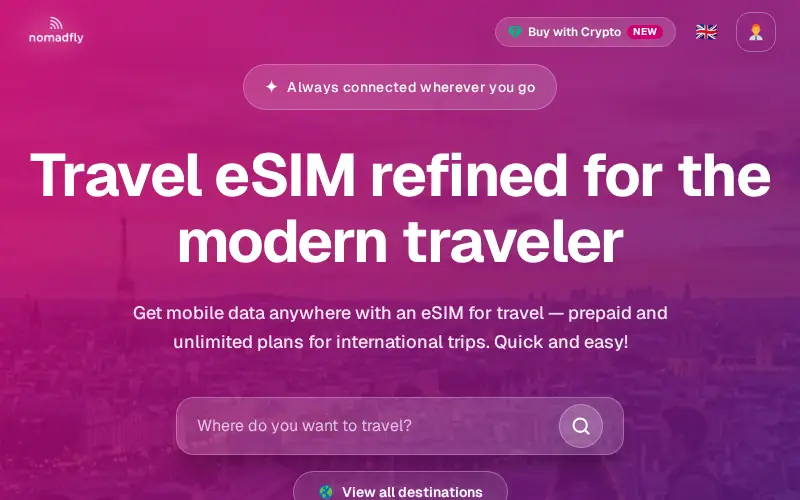 nomadfly
Buy with Crypto NEW
Always connected wherever you go
Travel eSIM refined for the
modern traveler
Get mobile data anywhere with an eSIM for travel — prepaid and
unlimited plans for international trips. Quick and easy!
Where do you want to travel?
View all destinations